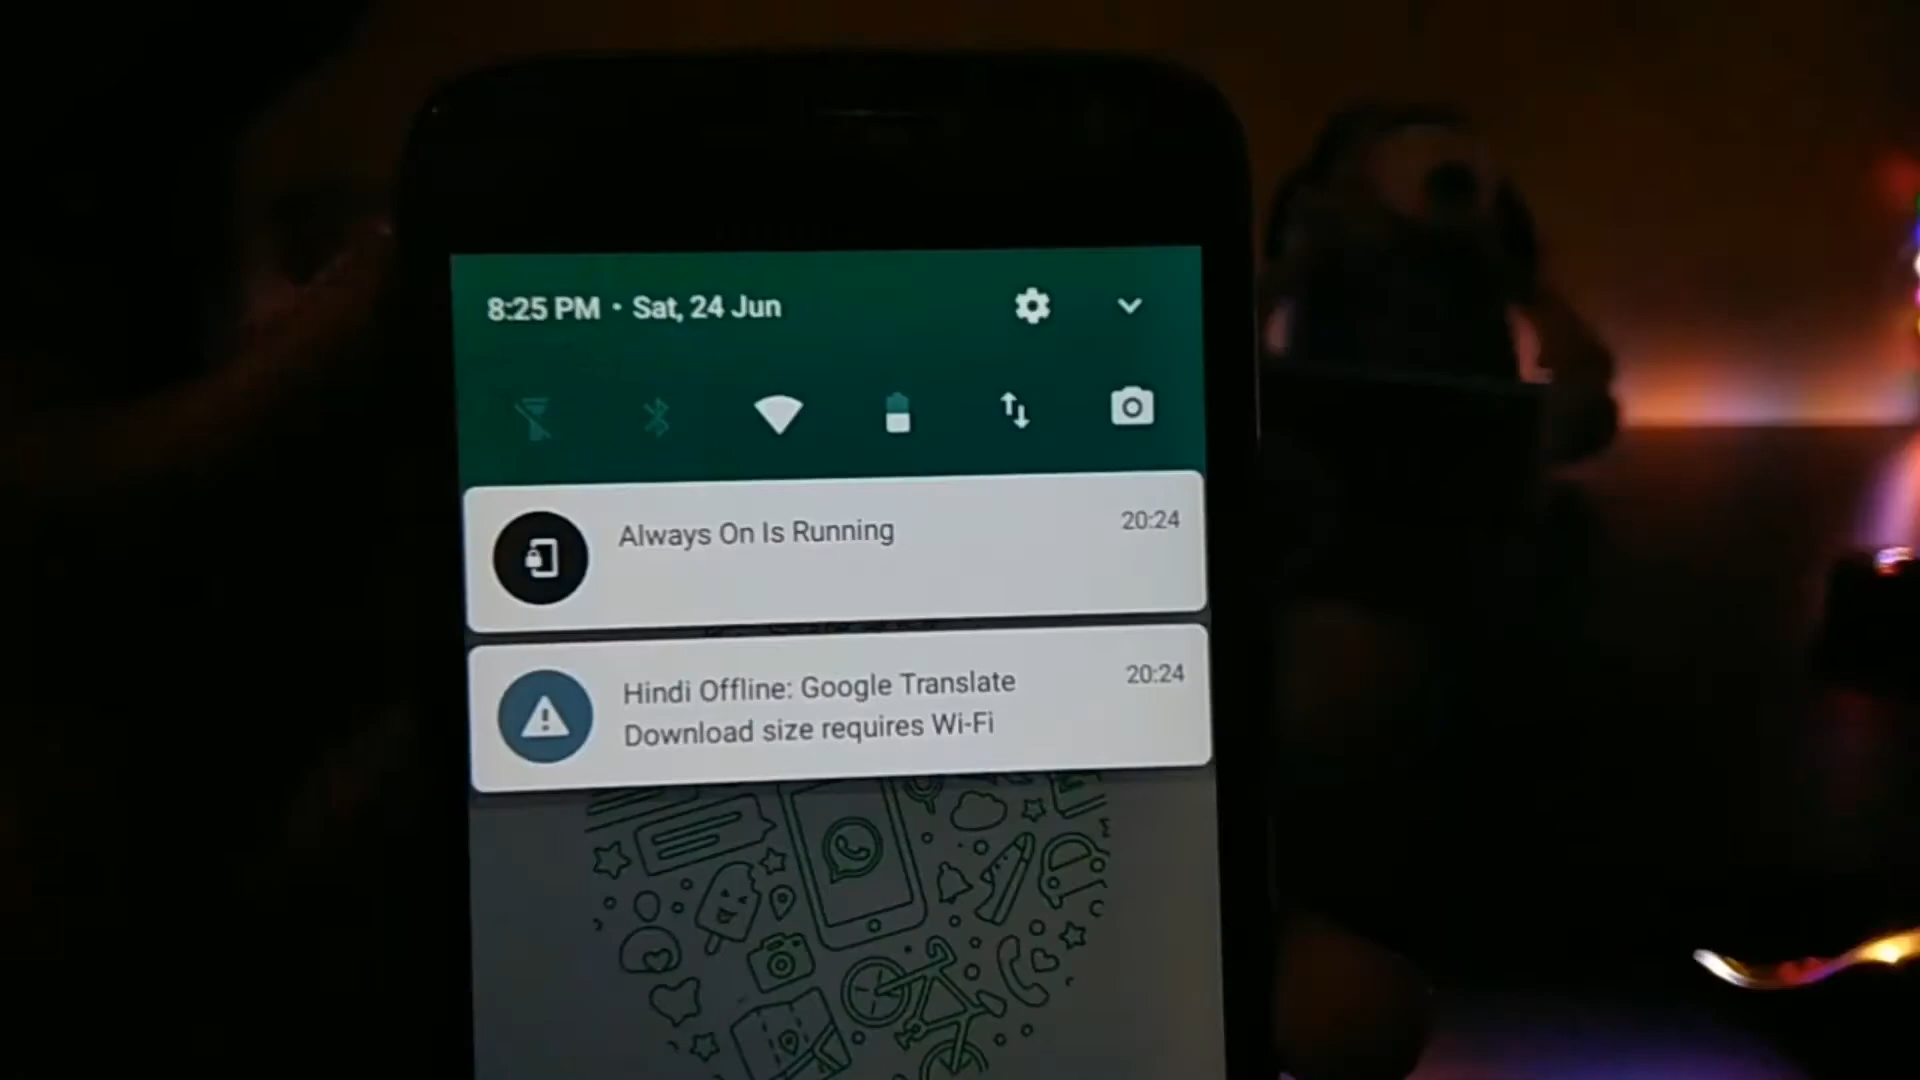 8:25 PM • Sat, 24 Jun
Always On Is Running
20:24
Hindi Offline: Google Translate
20:24
Download size requires Wi-Fi